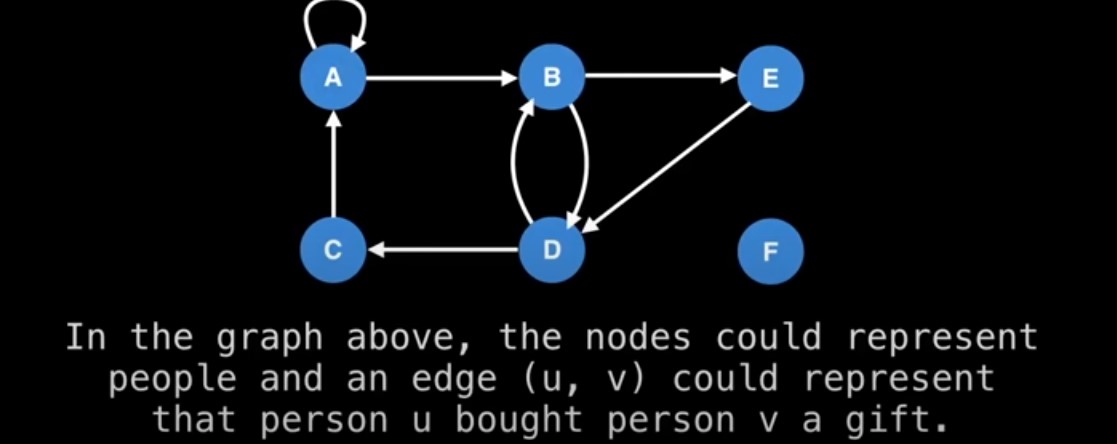 A
B
E
C
D
F
In the graph above, the nodes could represent
people and an edge (u, v) could represent
that person u bought person v a gift.